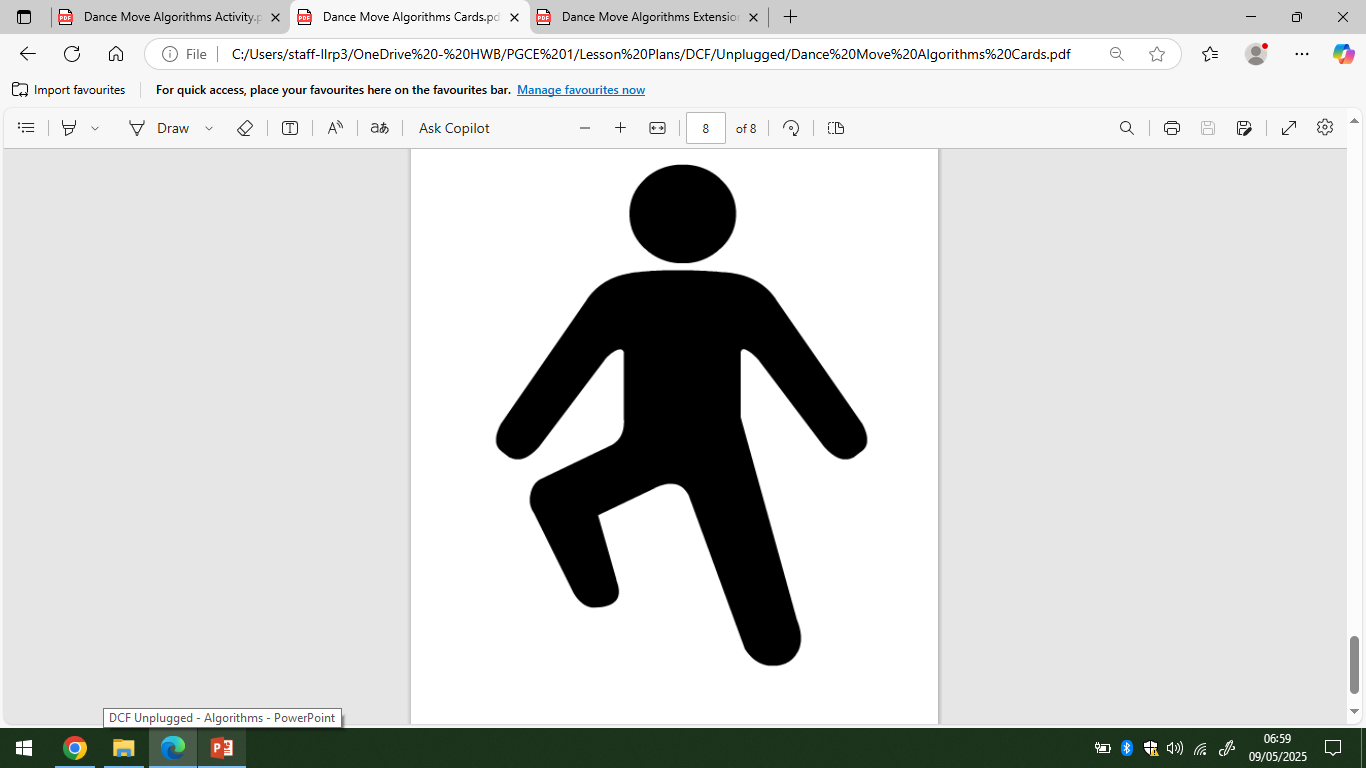 Dance Move Algorithms Activity.p
Dance Move Algorithms Cards.pd
Dance Move Algorithms Extension
File
C:/Users/staff-llrp3/OneDrive%20-%20HWB/PGCE%201/Lesson%20Plans/DCF/Unplugged/Dance%20Move%20Algorithms%20Cards.pdf
Import favourites
For quick access, place your favourites here on the favourites bar. Manage favourites now
Draw
Ask Copilot
8 of 8
DCF Unplugged - Algorithms - PowerPoint
06:59
09/05/2025